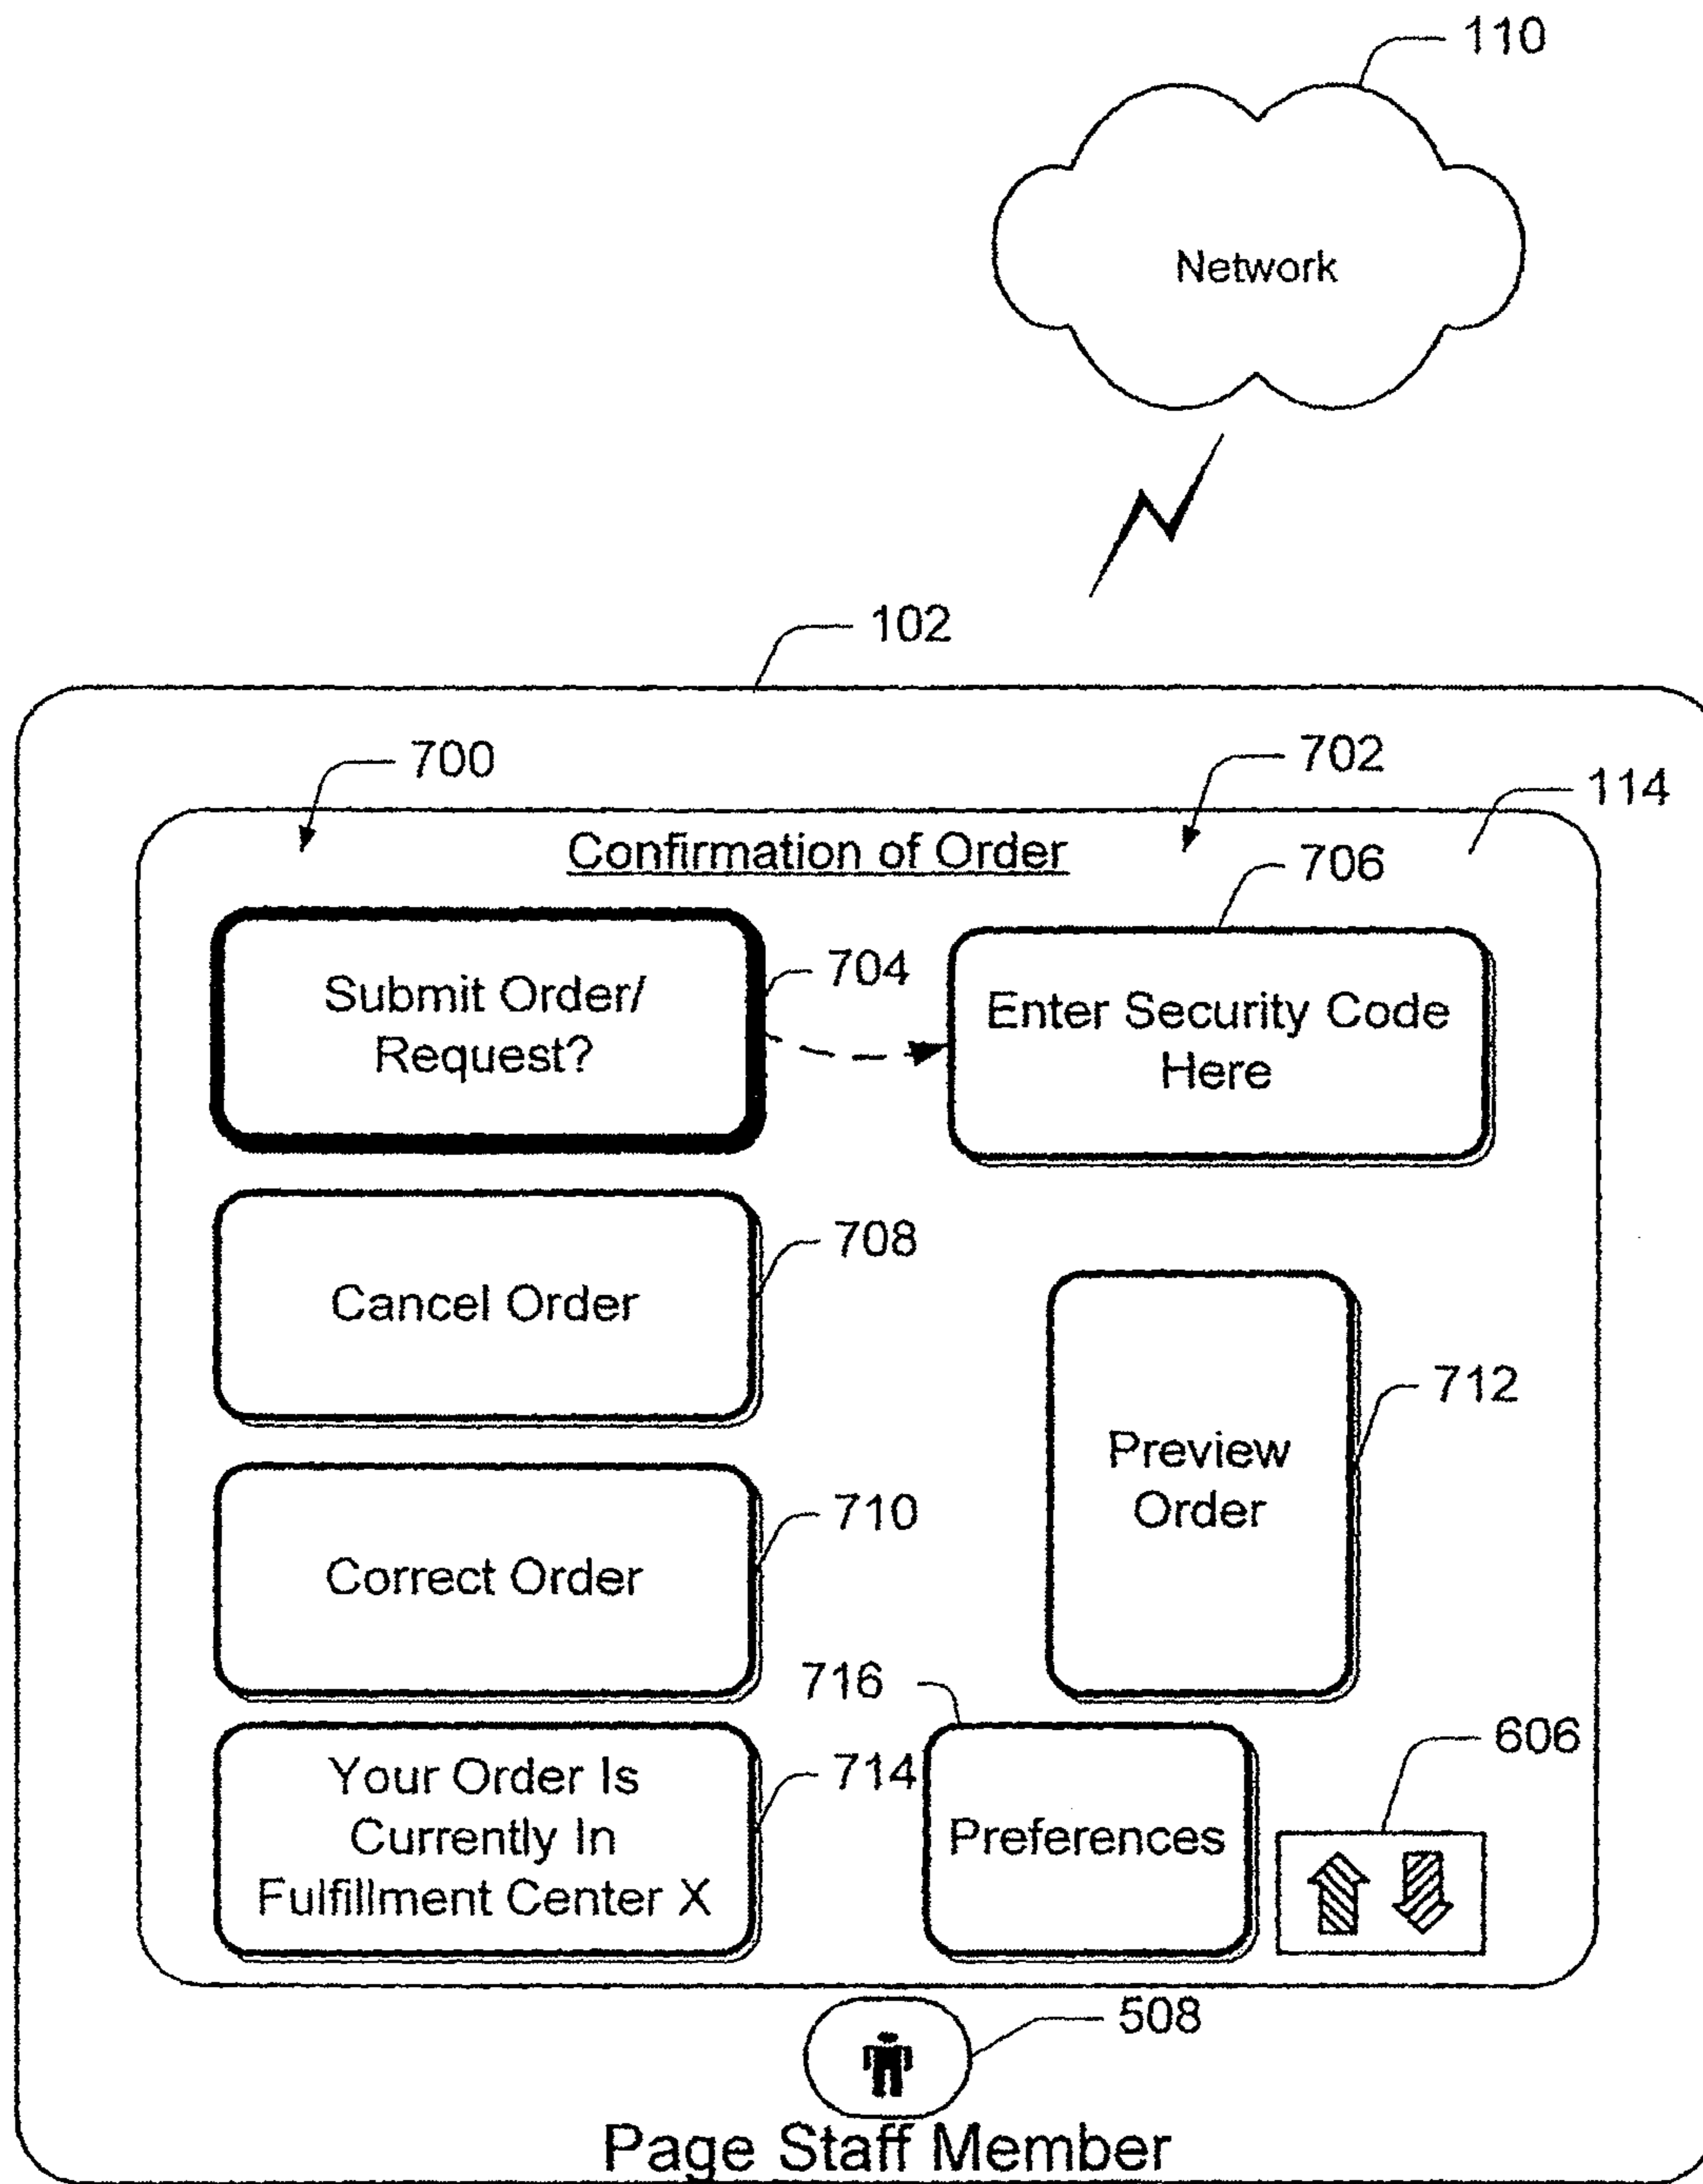 110
Network
102
700
702
114
Confirmation of Order
706
Submit Order/
Request?
704
Enter Security Code
Here
Cancel Order
708
Preview
Order
712
Correct Order
710
716
606
Your Order Is
Currently In
Fulfillment Center X
714
Preferences
508
Page Staff Member